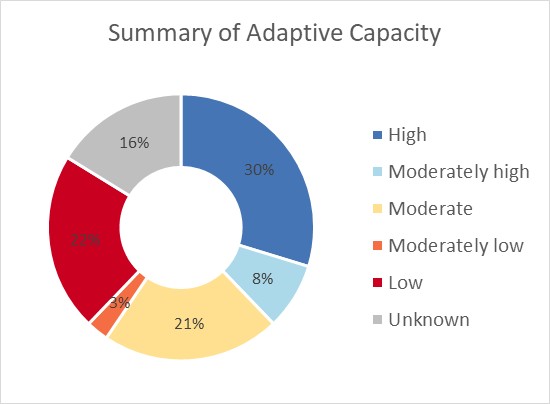 Summary of Adaptive Capacity
16%
30%
22%
8%
3%
21%
High
Moderately high
Moderate
Moderately low
Low
Unknown